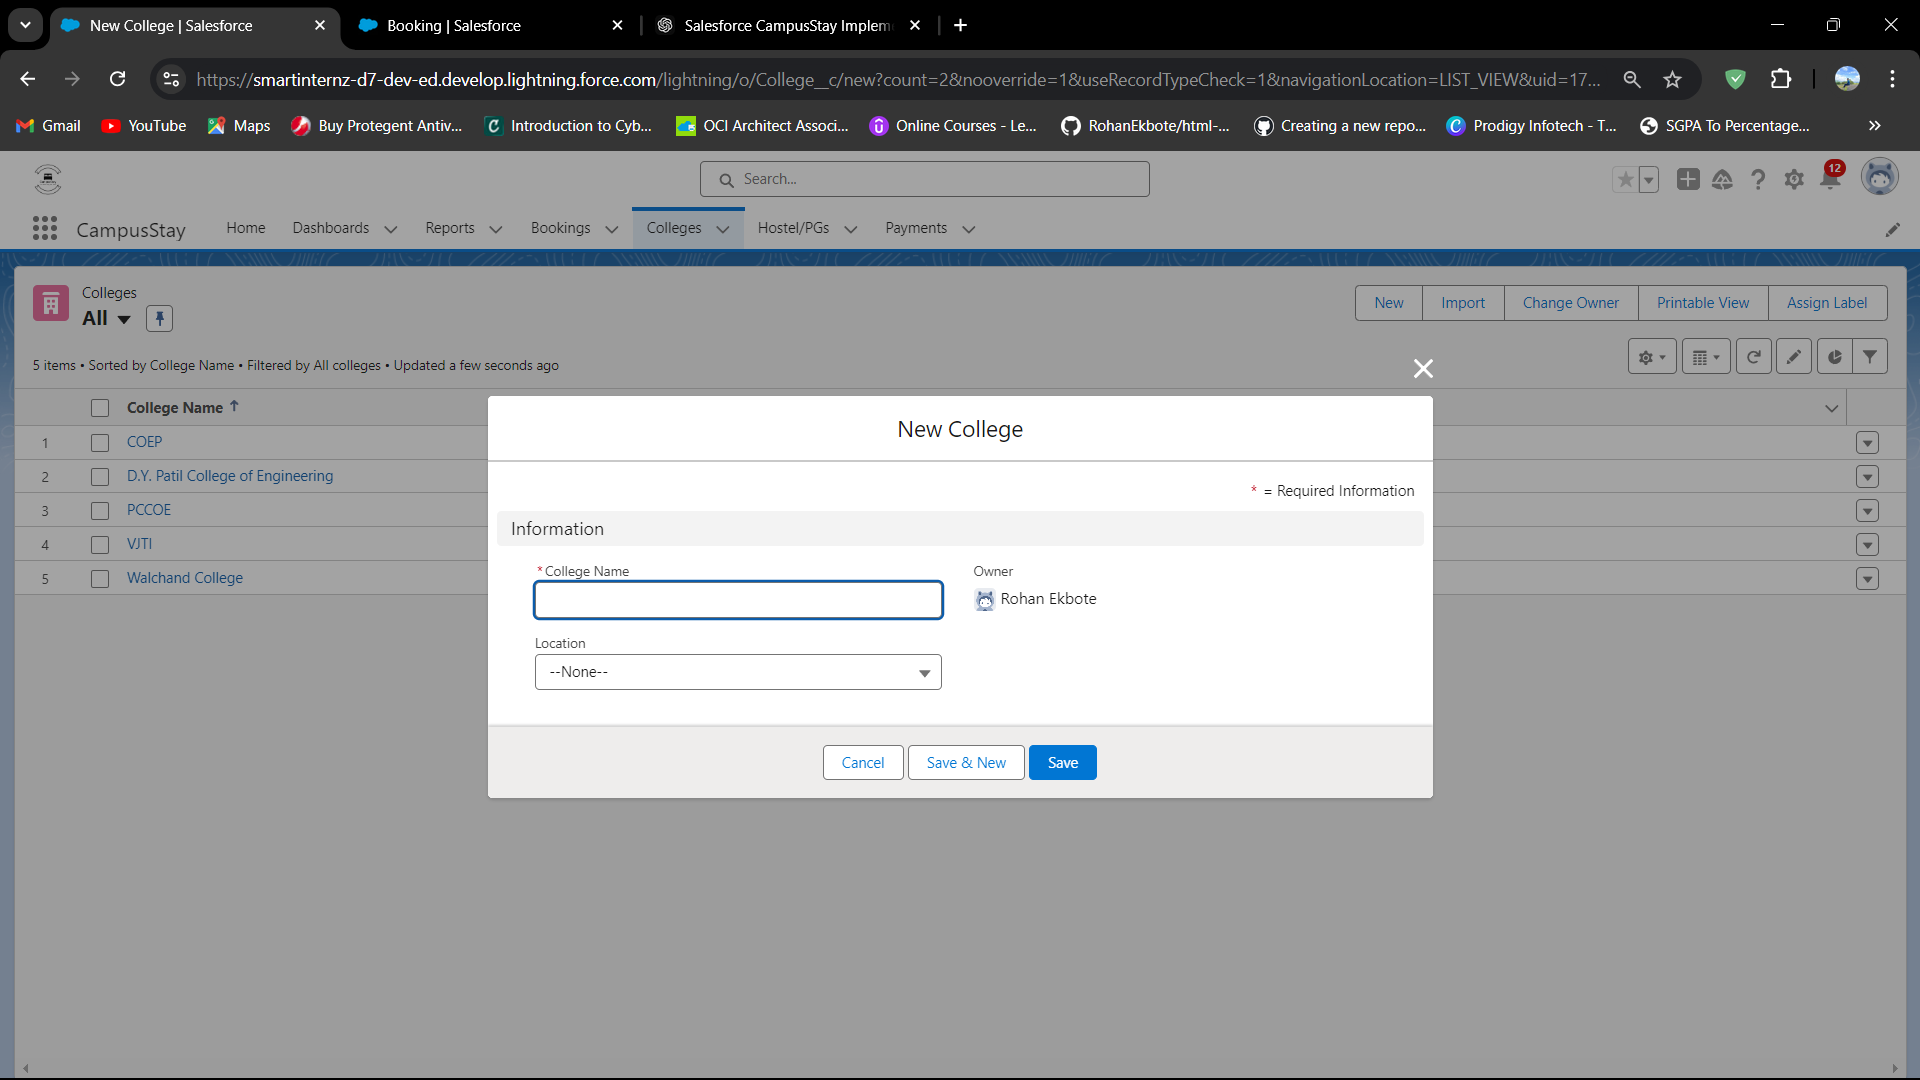 New College | Salesforce
Booking | Salesforce
Salesforce CampusStay Implem
https://smartinternz-d7-dev-ed.develop.lightning.force.com/lightning/o/College__c/new?count=2&nooverride=1&useRecordTypeCheck=1&navigationLocation=LIST_VIEW&uid=17...
Gmail
YouTube
Maps
Buy Protegent Antiv...
Introduction to Cyb...
OCI Architect Associ...
Online Courses - Le...
RohanEkbote/html-...
Creating a new repo...
Prodigy Infotech - T...
SGPA To Percentage...
»
Search...
12
CampusStay
Home
Dashboards
Reports
Bookings
Colleges
Hostel/PGs
Payments
Colleges
All
New
Import
Change Owner
Printable View
Assign Label
5 items • Sorted by College Name • Filtered by All colleges • Updated a few seconds ago
College Name ↑
1 COEP
2 D.Y. Patil College of Engineering
3 PCCOE
4 VJTI
5 Walchand College
New College
* = Required Information
Information
*College Name
Owner
Rohan Ekbote
Location
--None--
Cancel
Save & New
Save